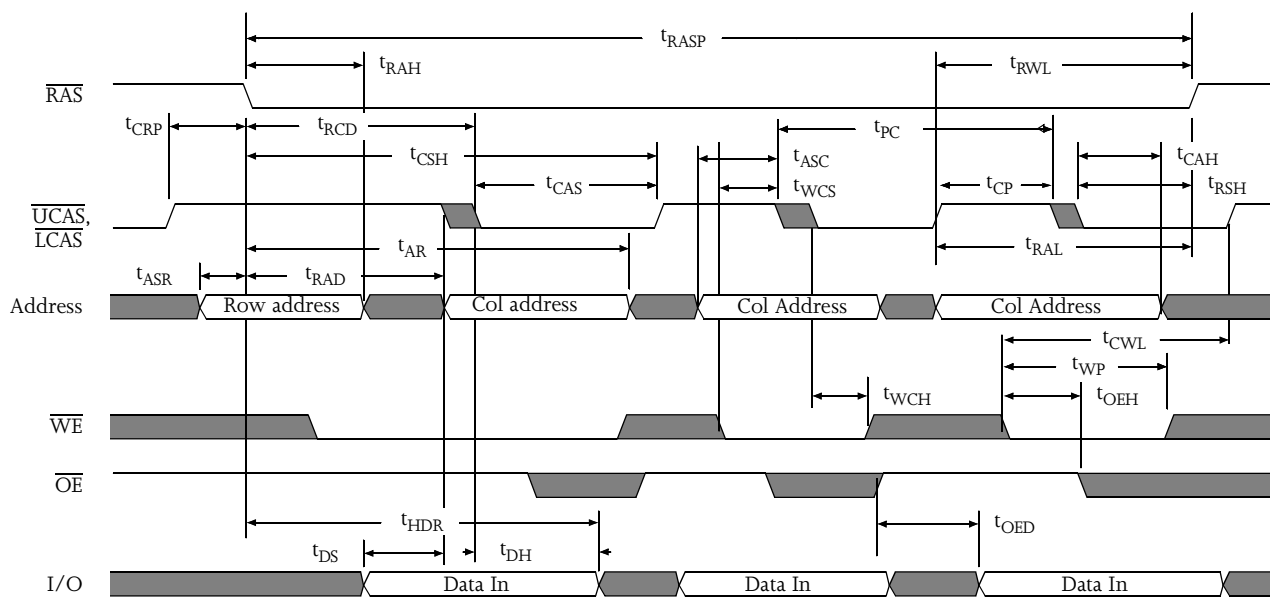 tRASP
tRAH tRWL
RAS
tCRP tRCD tPC
tCSH tASC tCAH
tCAS tWCS tCP tRSH
UCAS,
LCAS
tAR tRAL
tASR tRAD
Address Row address Col address Col Address Col Address
tCWL
tWP
tWCH tOEH
WE
OE
tHDR tOED
tDS tDH
I/O Data In Data In Data In